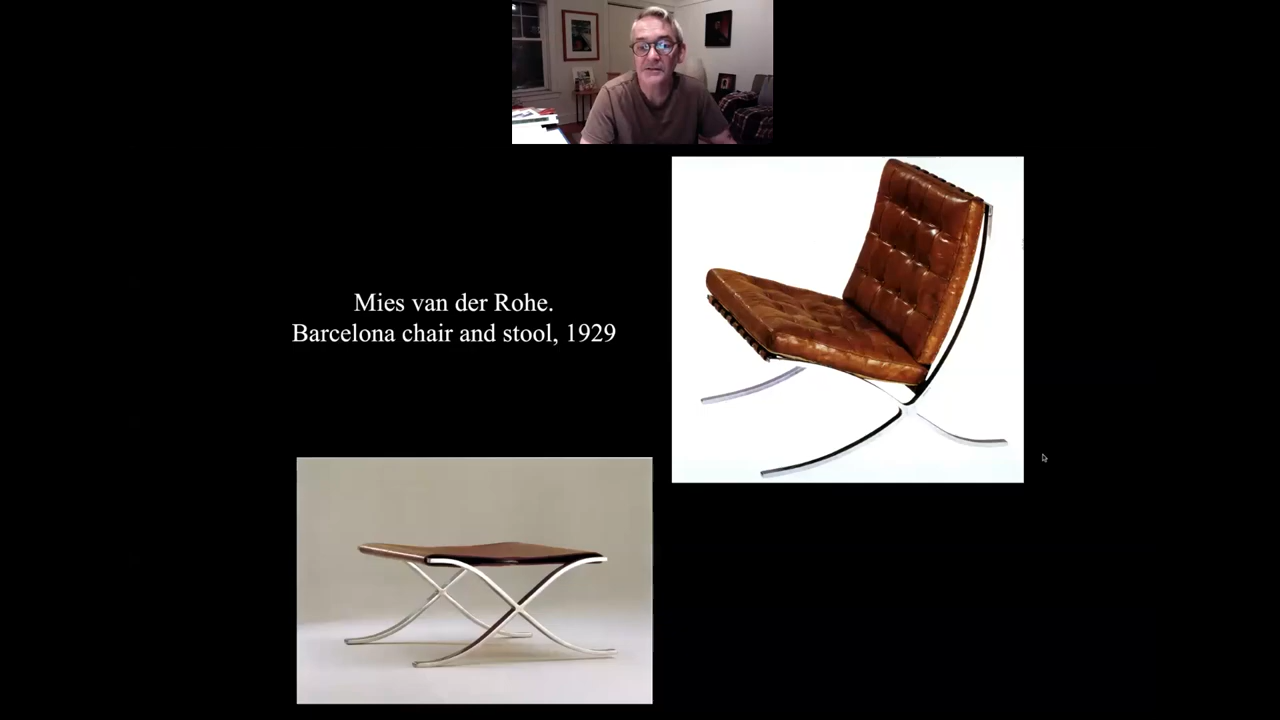 Mies van der Rohe.
Barcelona chair and stool, 1929